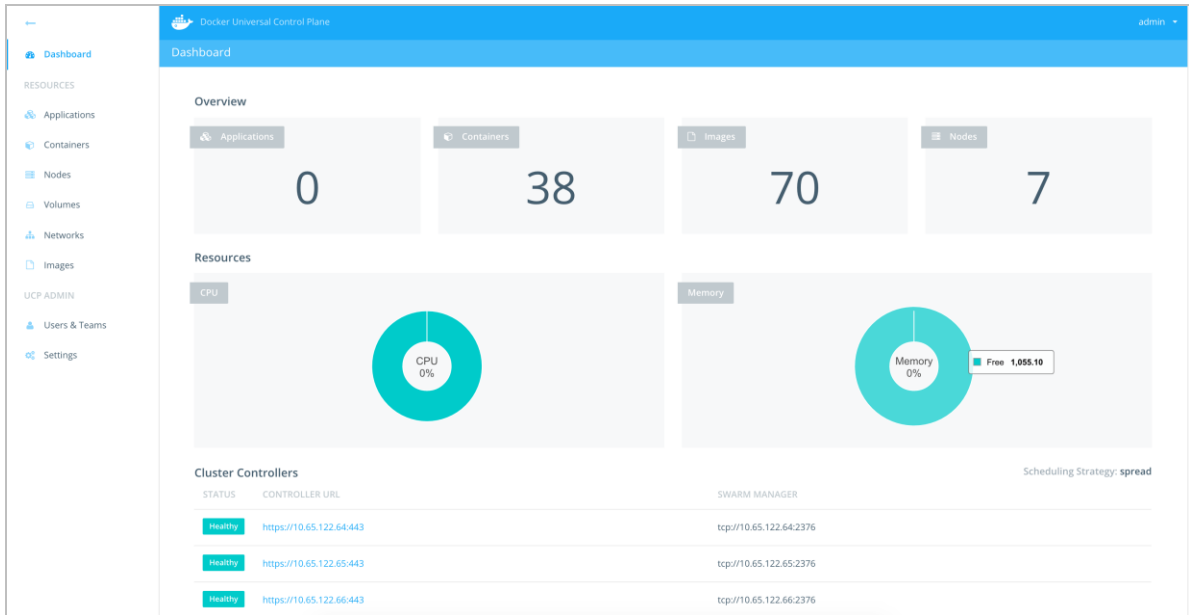 Docker Universal Control Plane
admin
Dashboard
Dashboard
RESOURCES
Applications
Containers
Nodes
Volumes
Networks
Images
UCP ADMIN
Users & Teams
Settings
Overview
Applications
0
Containers
38
Images
70
Nodes
7
Resources
CPU
CPU
0%
Memory
Memory
0%
Free 1,055.10
Cluster Controllers
Scheduling Strategy: spread
STATUS CONTROLLER URL SWARM MANAGER
Healthy https://10.65.122.64:443 tcp://10.65.122.64:2376
Healthy https://10.65.122.65:443 tcp://10.65.122.65:2376
Healthy https://10.65.122.66:443 tcp://10.65.122.66:2376